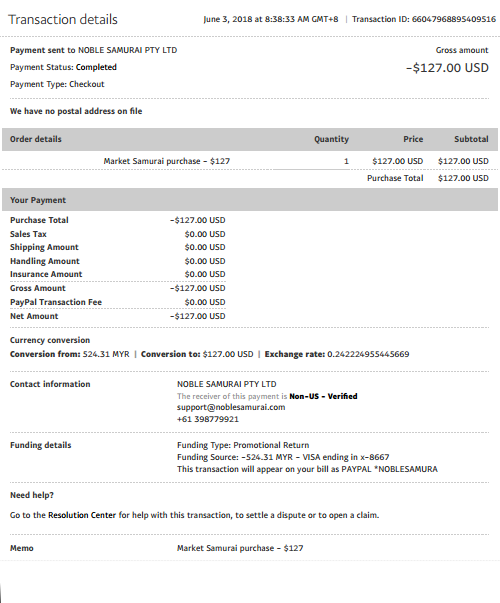 Transaction details
June 3, 2018 at 8:38:33 AM GMT+8 | Transaction ID: 66047968895409516
Payment sent to NOBLE SAMURAI PTY LTD
Gross amount
Payment Status: Completed
-$127.00 USD
Payment Type: Checkout
We have no postal address on file
Order details Quantity Price Subtotal
Market Samurai purchase - $127 1 $127.00 USD $127.00 USD
Purchase Total $127.00 USD
Your Payment
Purchase Total -$127.00 USD
Sales Tax $0.00 USD
Shipping Amount $0.00 USD
Handling Amount $0.00 USD
Insurance Amount $0.00 USD
Gross Amount -$127.00 USD
PayPal Transaction Fee $0.00 USD
Net Amount -$127.00 USD
Currency conversion
Conversion from: 524.31 MYR | Conversion to: $127.00 USD | Exchange rate: 0.242224955445669
Contact information NOBLE SAMURAI PTY LTD
The receiver of this payment is Non-US - Verified
support@noblesamurai.com
+61 398779921
Funding details Funding Type: Promotional Return
Funding Source: -524.31 MYR - VISA ending in x-8667
This transaction will appear on your bill as PAYPAL *NOBLESAMURA
Need help?
Go to the Resolution Center for help with this transaction, to settle a dispute or to open a claim.
Memo Market Samurai purchase - $127